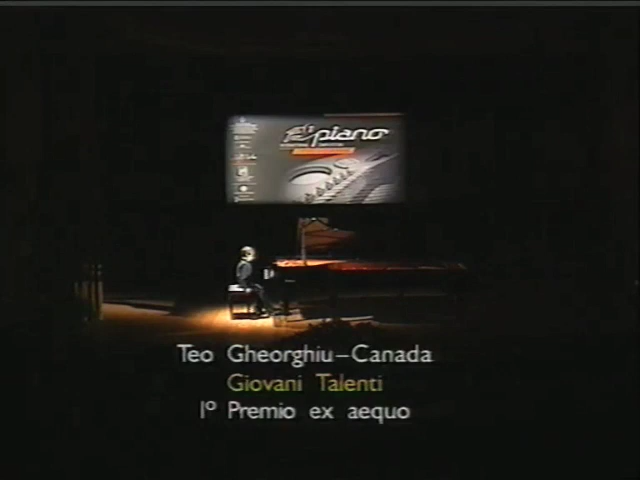 piano
Teo Gheorghiu–Canada
Giovani Talenti
1º Premio ex aequo